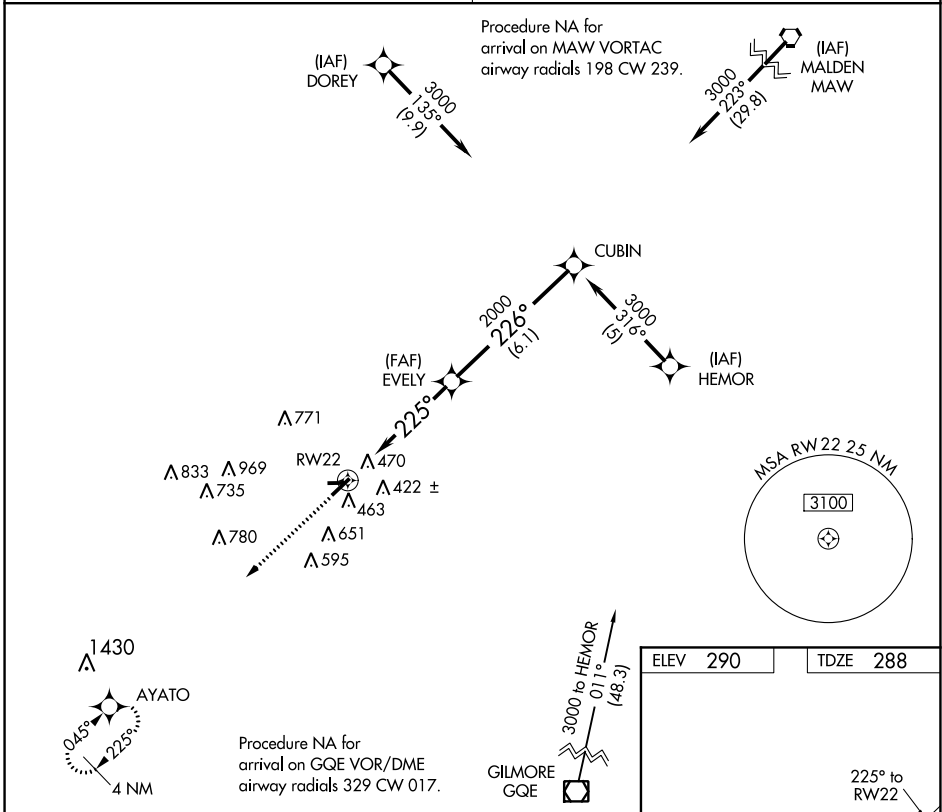 Procedure NA for
arrival on MAW VORTAC
airway radials 198 CW 239.
(IAF)
DOREY
3000
135°
(9.9)
(IAF)
MALDEN
MAW
3000
223°
(29.8)
CUBIN
2000
226°
(6.1)
3000
316°
(5)
(IAF)
HEMOR
(FAF)
EVELY
225°
771
RW22
470
833
969
422 ±
735
463
780
651
595
MSA RW 22 25 NM
3100
1430
AYATO
045°
225°
4 NM
Procedure NA for
arrival on GQE VOR/DME
airway radials 329 CW 017.
3000 to HEMOR
011°
(48.3)
GILMORE
GQE
ELEV 290
TDZE 288
225° to
RW22